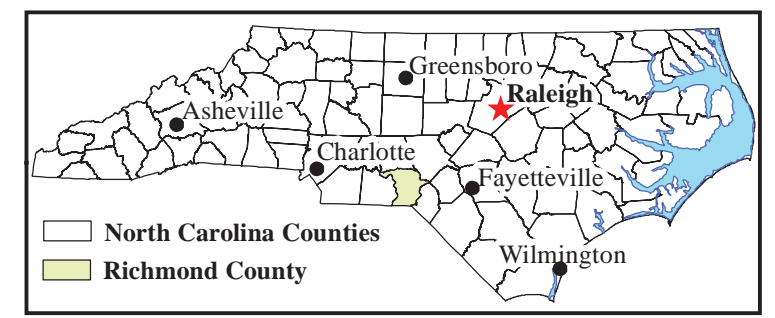 Greensboro
Raleigh
Asheville
Charlotte
Fayetteville
North Carolina Counties
Wilmington
Richmond County